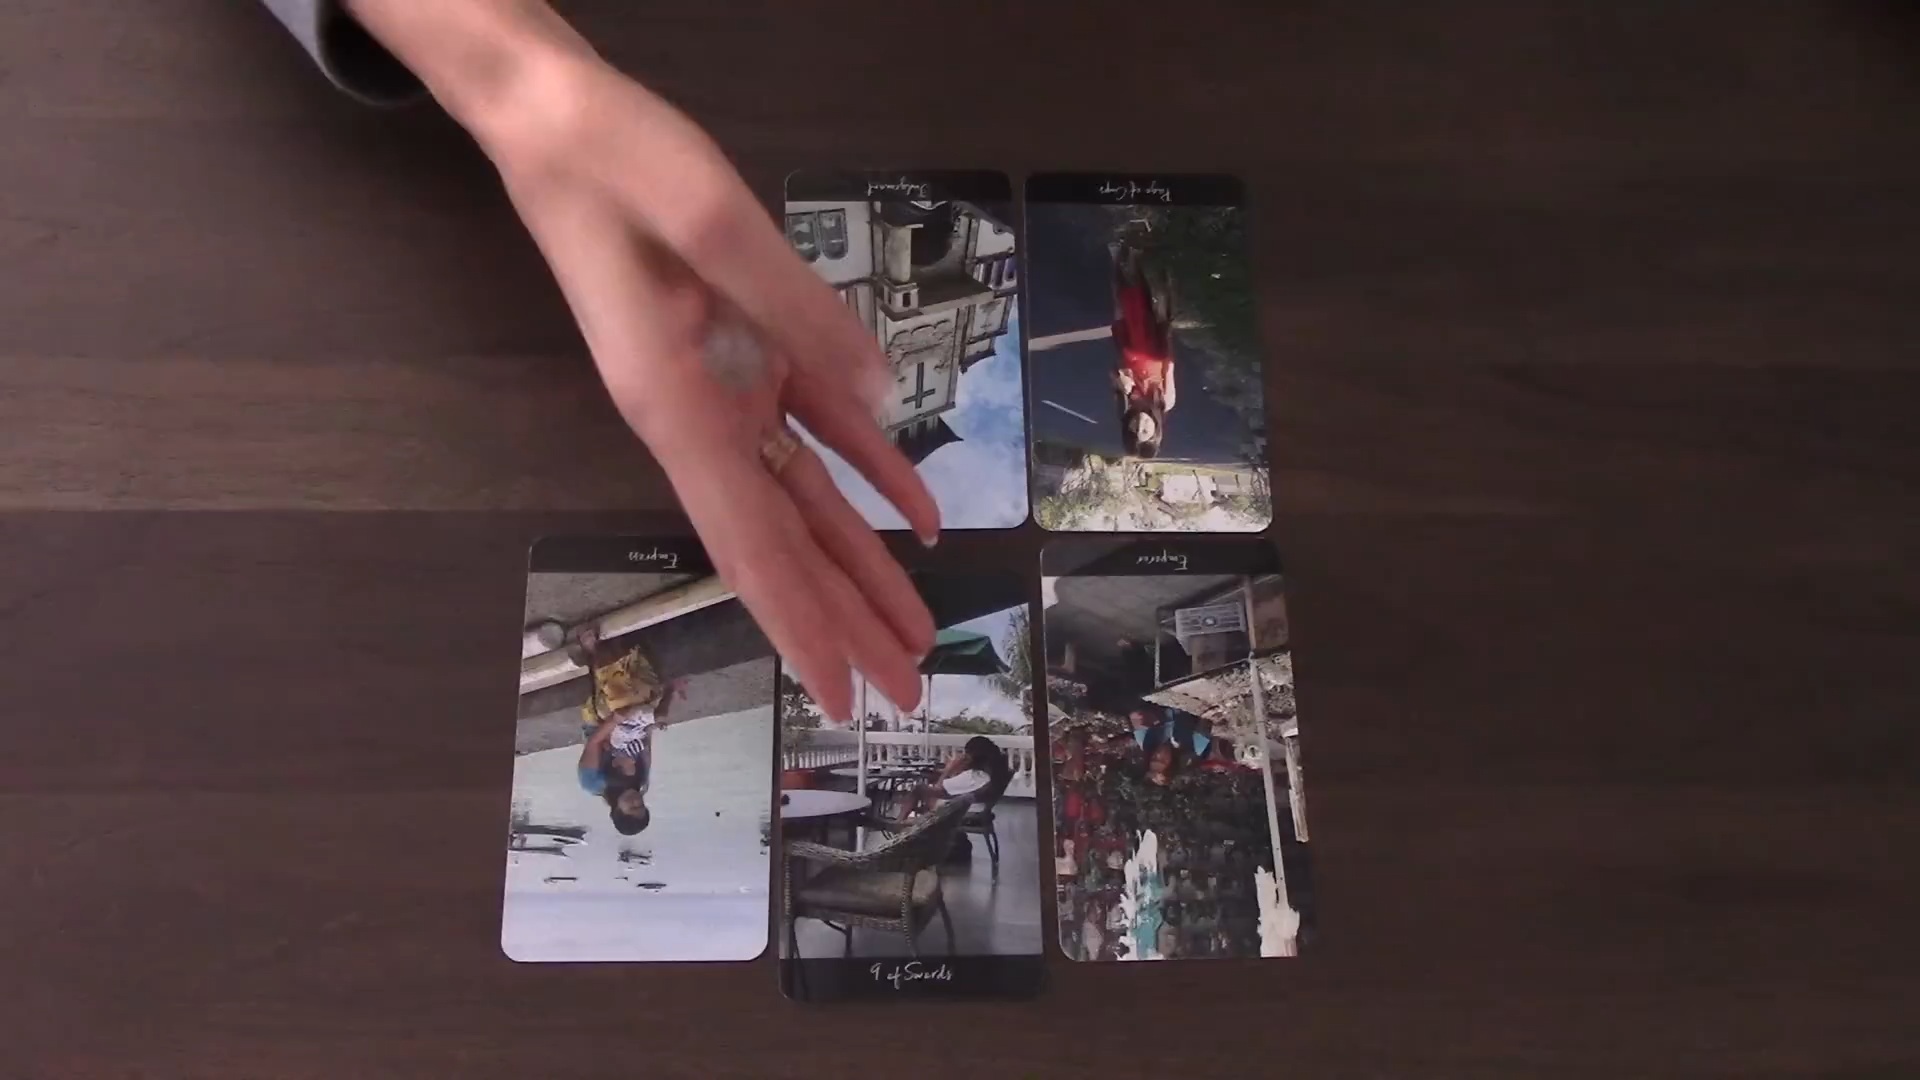 Judgement
Page of Cups
Empress
Emperor
9 of Swords